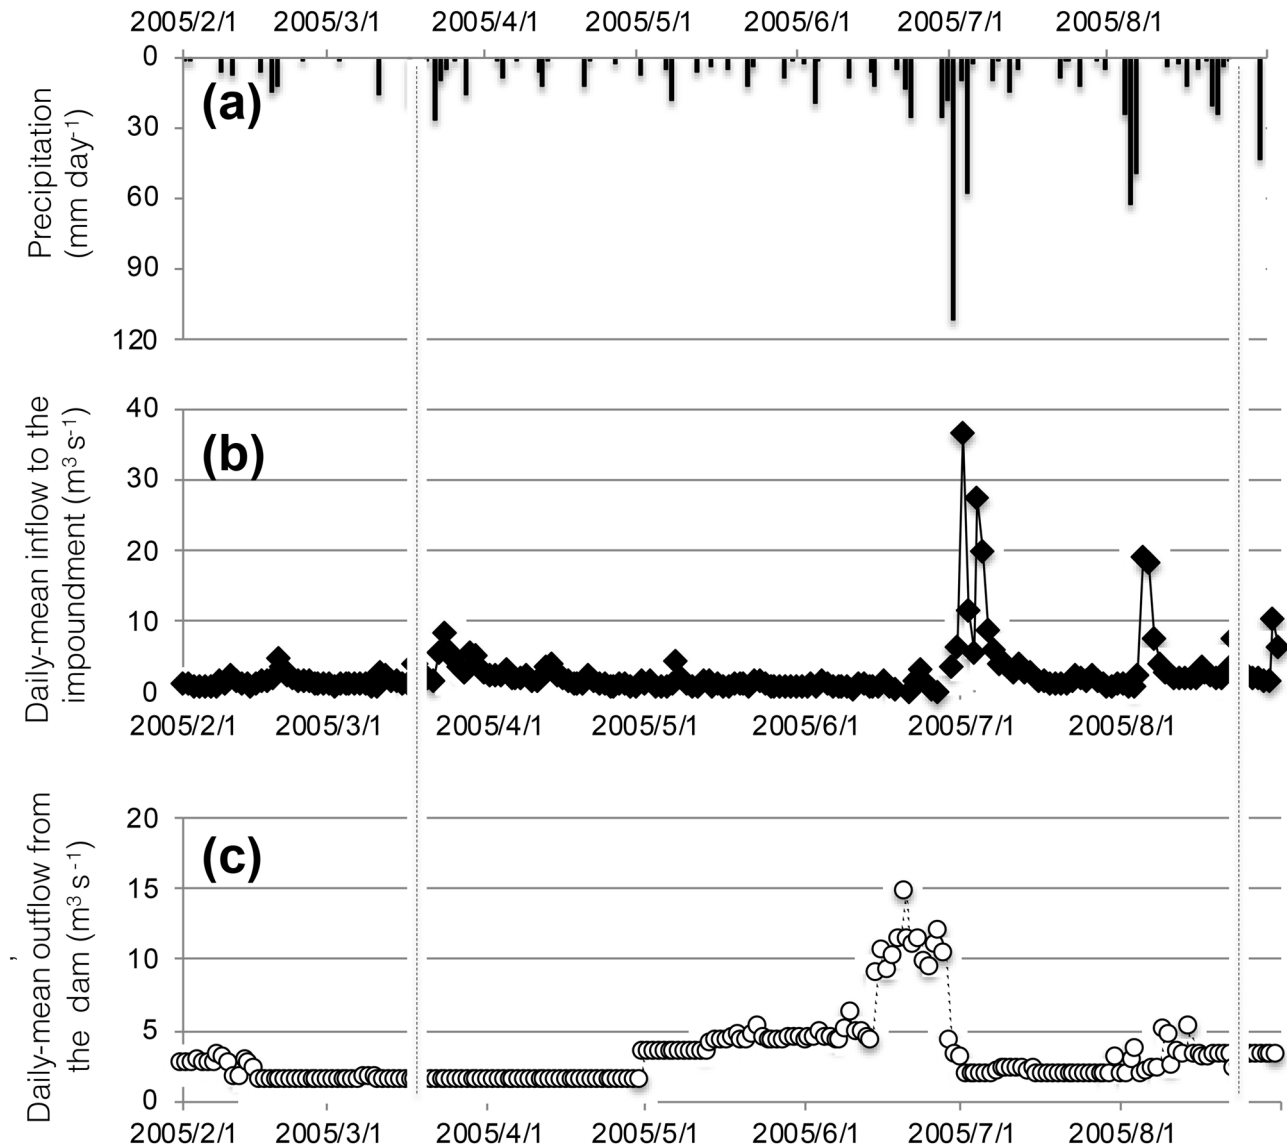 2005/2/1 2005/3/1 2005/4/1 2005/5/1 2005/6/1 2005/7/1 2005/8/1
Precipitation
(mm day-1)
0
30
60
90
120
(a)
Daily-mean inflow to the
impoundment (m³ s-1)
40
30
20
10
0
(b)
2005/2/1 2005/3/1 2005/4/1 2005/5/1 2005/6/1 2005/7/1 2005/8/1
Daily-mean outflow from
the dam (m³ s-1)
20
15
10
5
0
(c)
2005/2/1 2005/3/1 2005/4/1 2005/5/1 2005/6/1 2005/7/1 2005/8/1